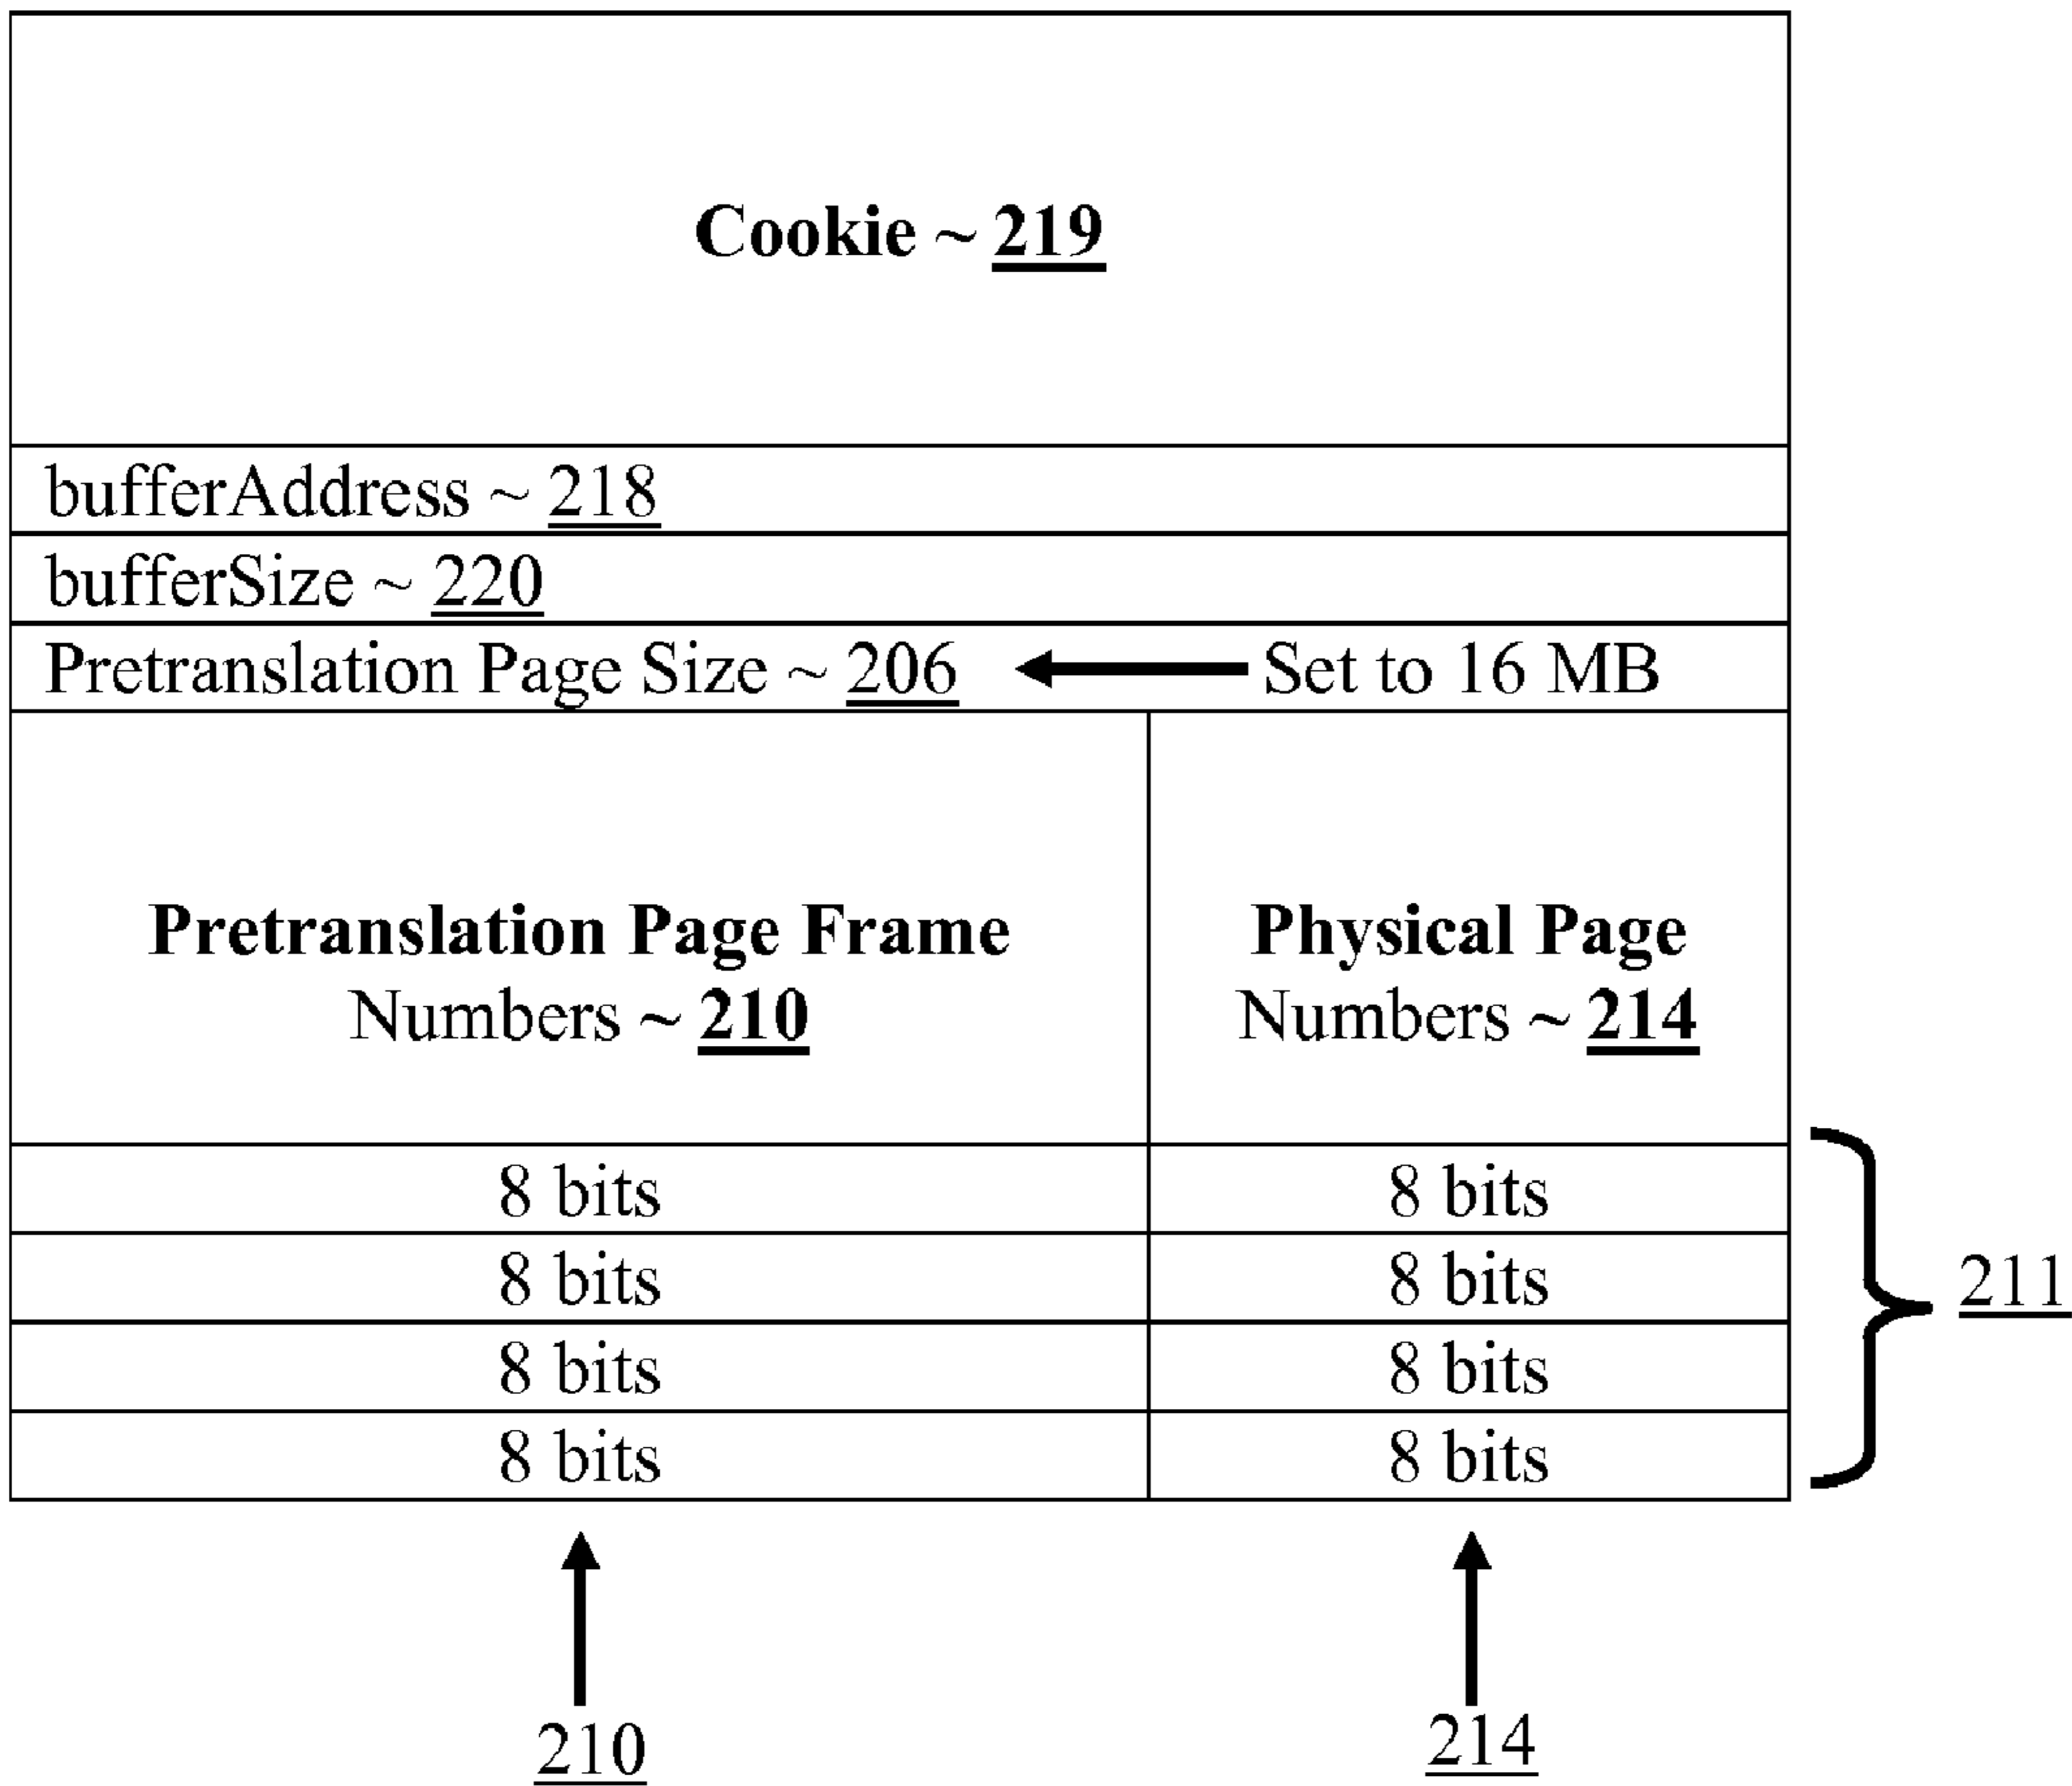 Cookie ~ 219
bufferAddress ~ 218
bufferSize ~ 220
Pretranslation Page Size ~ 206 Set to 16 MB
Pretranslation Page Frame
Numbers ~ 210
Physical Page
Numbers ~ 214
8 bits 8 bits
8 bits 8 bits
8 bits 8 bits
8 bits 8 bits
211
210 214